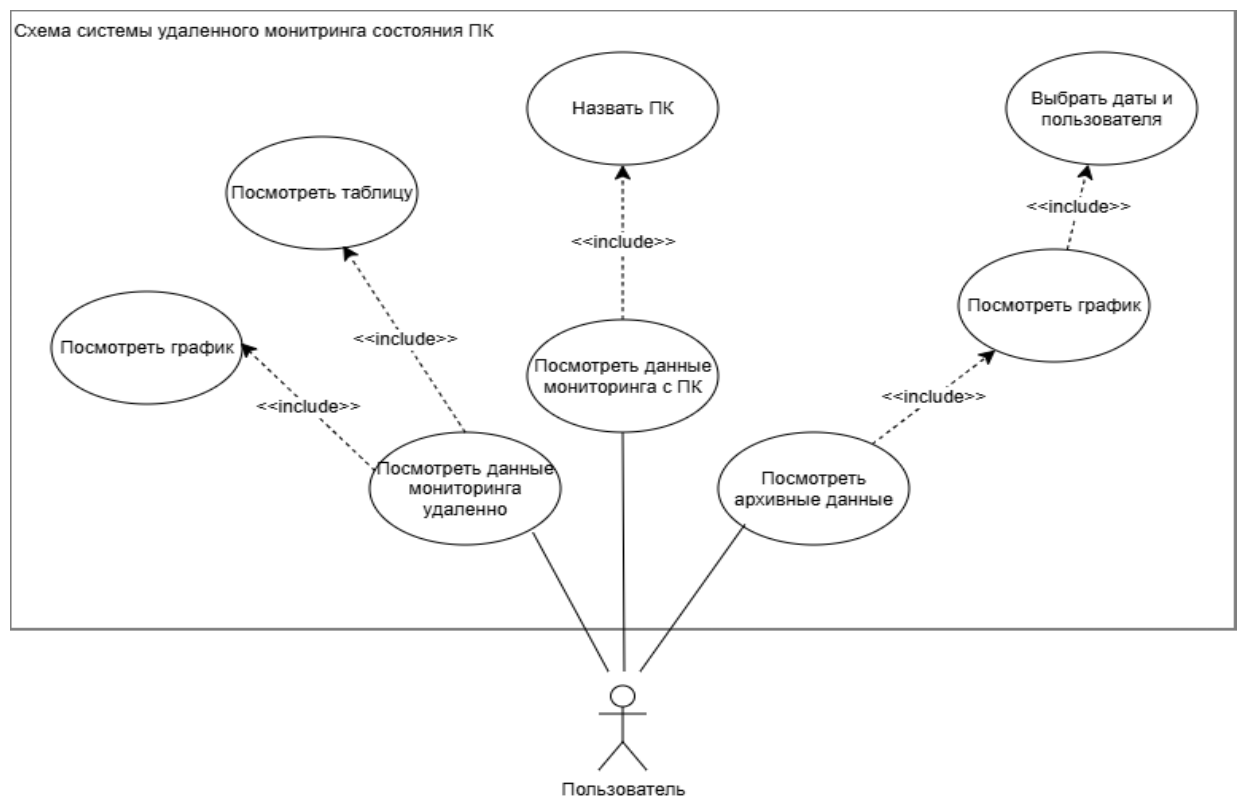 Схема системы удаленного монитринга состояния ПК
Назвать ПК
Выбрать даты и
пользователя
Посмотреть таблицу
<<include>>
<<include>>
Посмотреть график
Посмотреть график
<<include>>
Посмотреть данные
мониторинга с ПК
<<include>>
<<include>>
Посмотреть данные
мониторинга
удаленно
Посмотреть
архивные данные
Пользователь